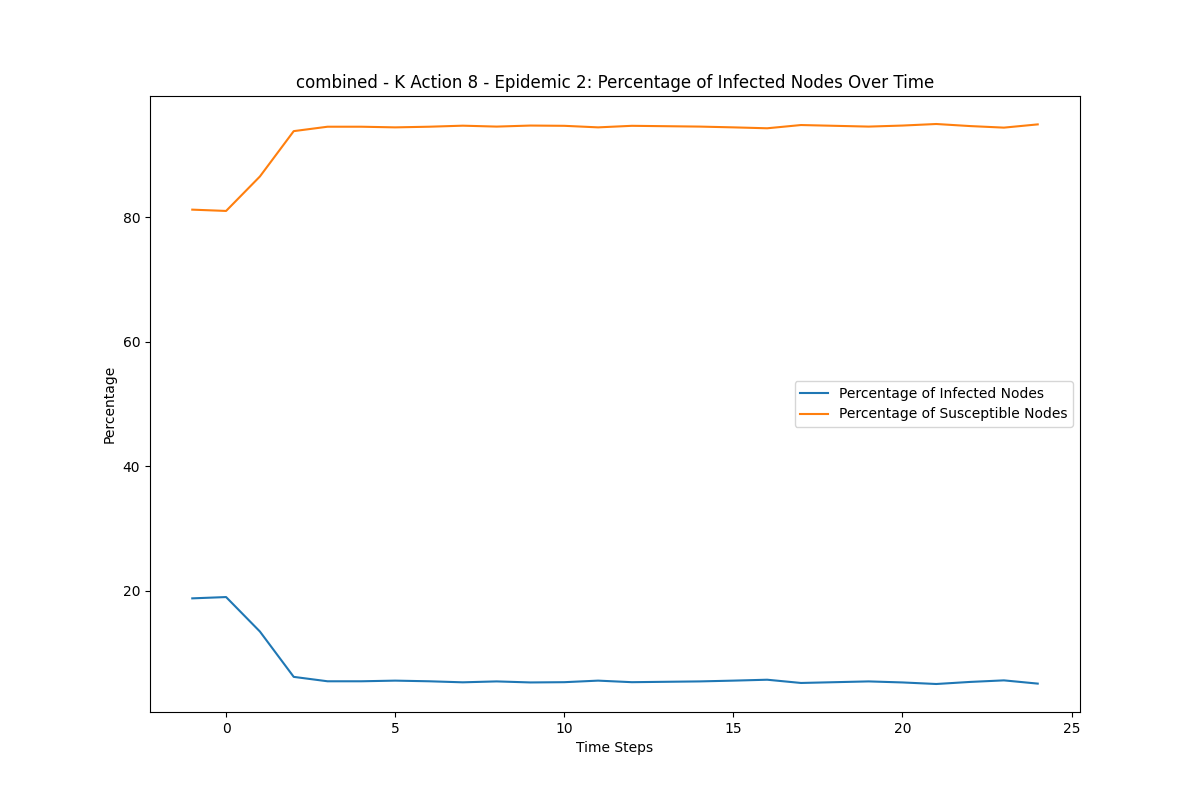 combined - K Action 8 - Epidemic 2: Percentage of Infected Nodes Over Time
Percentage
80
60
40
20
Percentage of Infected Nodes
Percentage of Susceptible Nodes
0 5 10 15 20 25
Time Steps